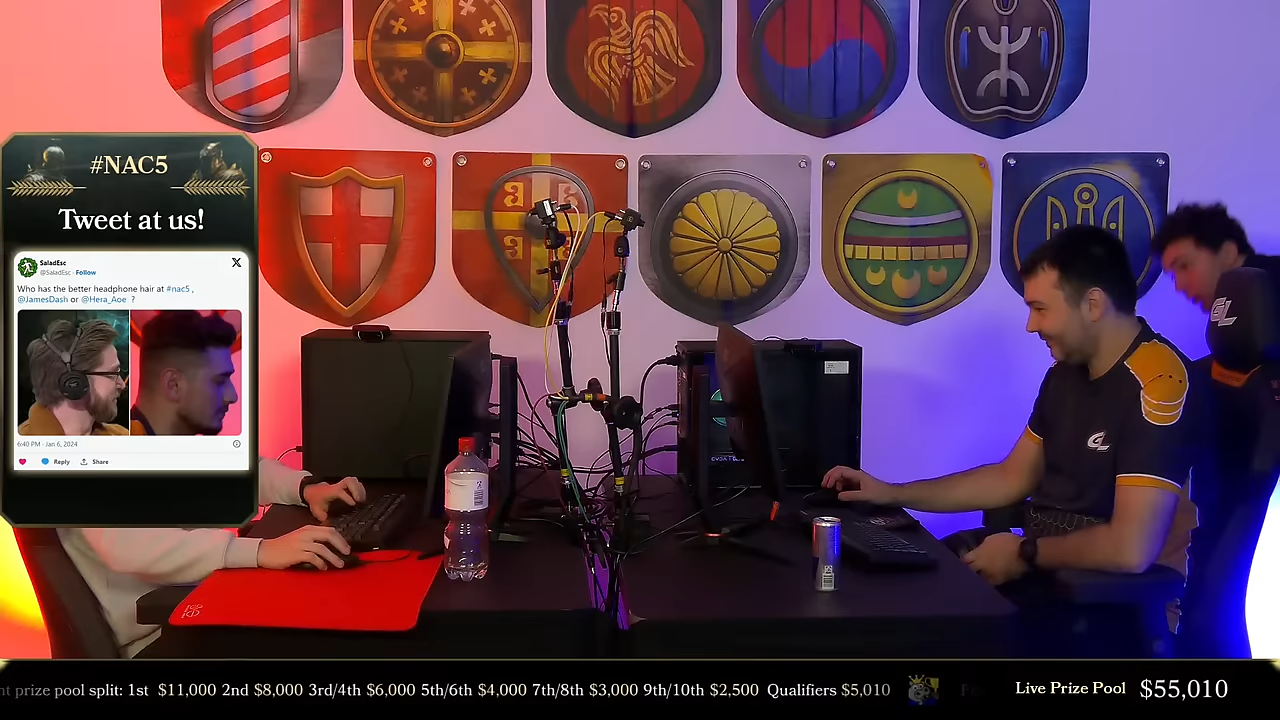 #NAC5
Tweet at us!
SaladEsc
@SaladEsc · Follow
Who has the better headphone hair at #nac5 ,
@JamesDash or @Hera_Aoe ?
6:40 PM · Jan 6, 2024
Reply Share
GL
GL
nt prize pool split: 1st $11,000 2nd $8,000 3rd/4th $6,000 5th/6th $4,000 7th/8th $3,000 9th/10th $2,500 Qualifiers $5,010
Live Prize Pool $55,010